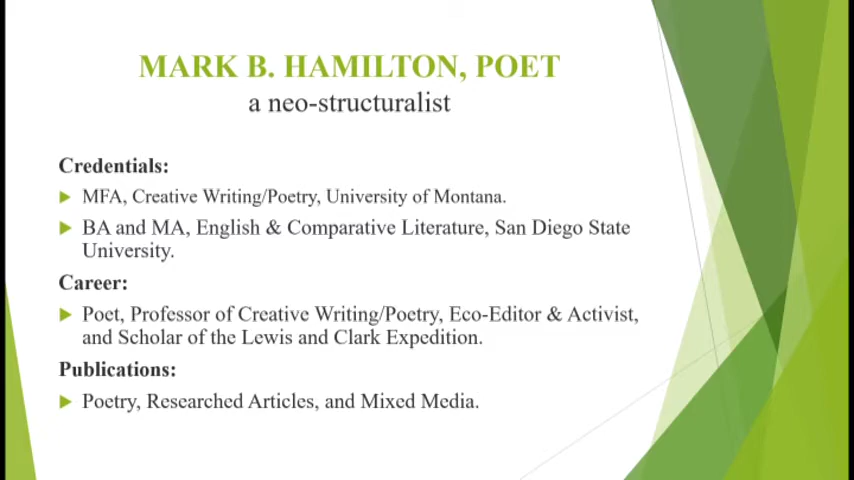 MARK B. HAMILTON, POET
a neo-structuralist
Credentials:
MFA, Creative Writing/Poetry, University of Montana.
BA and MA, English & Comparative Literature, San Diego State
University.
Career:
Poet, Professor of Creative Writing/Poetry, Eco-Editor & Activist,
and Scholar of the Lewis and Clark Expedition.
Publications:
Poetry, Researched Articles, and Mixed Media.